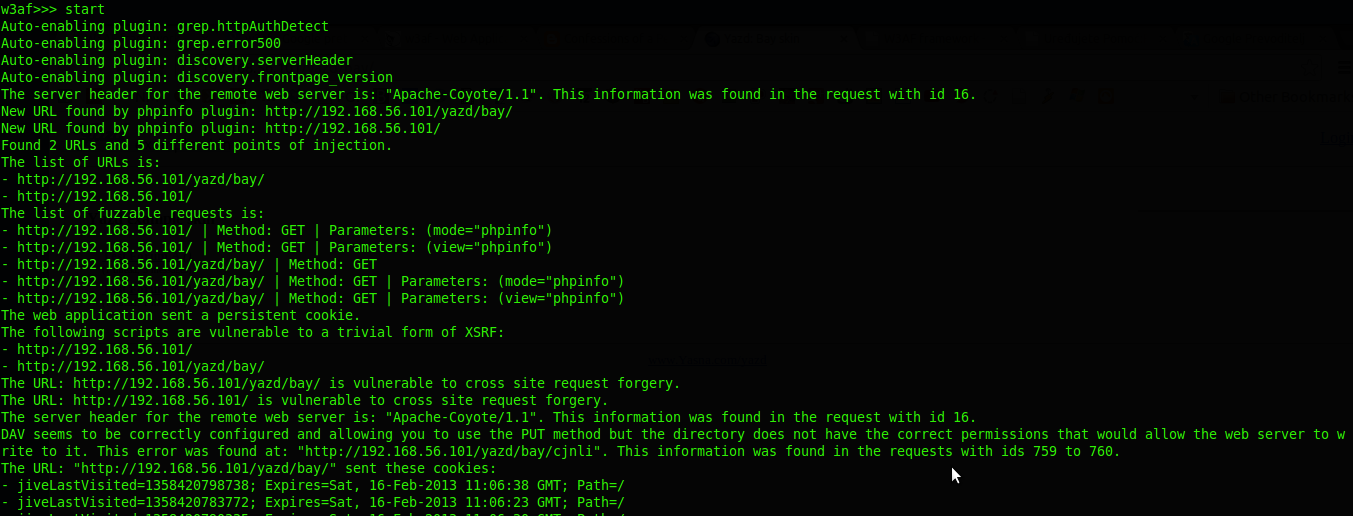 w3af>>> start
Auto-enabling plugin: grep.httpAuthDetect
Auto-enabling plugin: grep.error500
Auto-enabling plugin: discovery.serverHeader
Auto-enabling plugin: discovery.frontpage_version
The server header for the remote web server is: "Apache-Coyote/1.1". This information was found in the request with id 16.
New URL found by phpinfo plugin: http://192.168.56.101/yazd/bay/
New URL found by phpinfo plugin: http://192.168.56.101/
Found 2 URLs and 5 different points of injection.
The list of URLs is:
- http://192.168.56.101/yazd/bay/
- http://192.168.56.101/
The list of fuzzable requests is:
- http://192.168.56.101/ | Method: GET | Parameters: (mode="phpinfo")
- http://192.168.56.101/ | Method: GET | Parameters: (view="phpinfo")
- http://192.168.56.101/yazd/bay/ | Method: GET
- http://192.168.56.101/yazd/bay/ | Method: GET | Parameters: (mode="phpinfo")
- http://192.168.56.101/yazd/bay/ | Method: GET | Parameters: (view="phpinfo")
The web application sent a persistent cookie.
The following scripts are vulnerable to a trivial form of XSRF:
- http://192.168.56.101/
- http://192.168.56.101/yazd/bay/
The URL: http://192.168.56.101/yazd/bay/ is vulnerable to cross site request forgery.
The URL: http://192.168.56.101/ is vulnerable to cross site request forgery.
The server header for the remote web server is: "Apache-Coyote/1.1". This information was found in the request with id 16.
DAV seems to be correctly configured and allowing you to use the PUT method but the directory does not have the correct permissions that would allow the web server to w
rite to it. This error was found at: "http://192.168.56.101/yazd/bay/cjnli". This information was found in the requests with ids 759 to 760.
The URL: "http://192.168.56.101/yazd/bay/" sent these cookies:
- jiveLastVisited=1358420798738; Expires=Sat, 16-Feb-2013 11:06:38 GMT; Path=/
- jiveLastVisited=1358420783772; Expires=Sat, 16-Feb-2013 11:06:23 GMT; Path=/